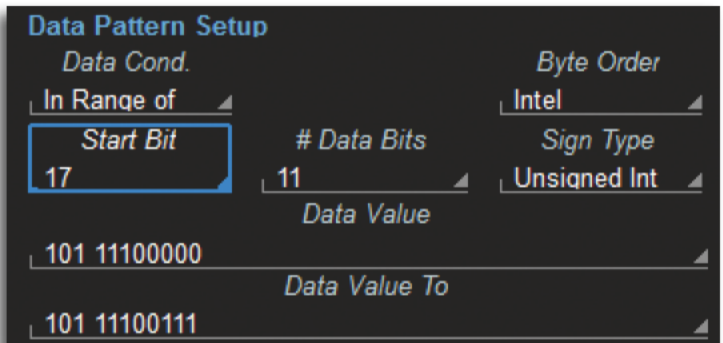 Data Pattern Setup
Data Cond. Byte Order
In Range of Intel
Start Bit # Data Bits Sign Type
17 11 Unsigned Int
Data Value
101 11100000
Data Value To
101 11100111